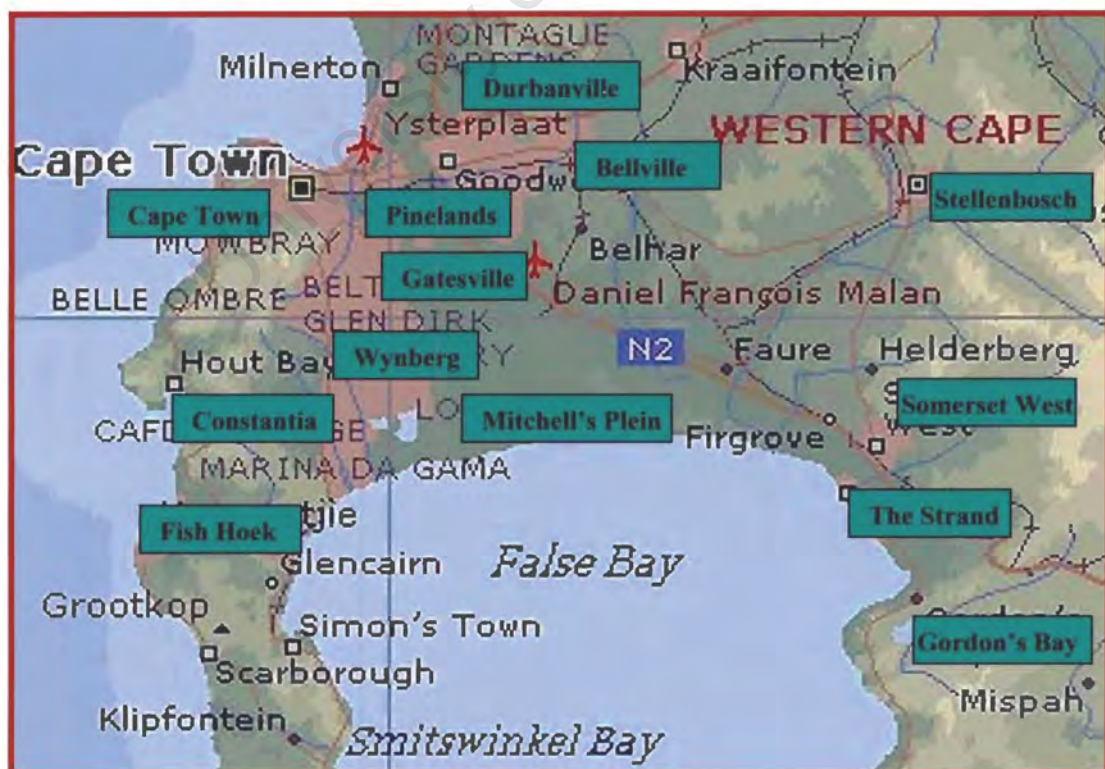 MONTAGUE
Milnerton
Kraaifontein
Durbanville
Ysterplaat
WESTERN CAPE
Cape Town
Bellville
Stellenbosch
Cape Town
Pinelands
MOWBRAY
Belhar
Gatesville
BELLE OMBRE
Daniel François Malan
GLEN DIRK
Wynberg
N2
Faure
Helderberg
Hout Bay
Constantia
Mitchell's Plein
Somerset West
Firgrove
MARINA DA GAMA
The Strand
Fish Hoek
Glencairn
False Bay
Grootkop
Simon's Town
Gordon's Bay
Scarborough
Mispah
Klipfontein
Smitswinkel Bay